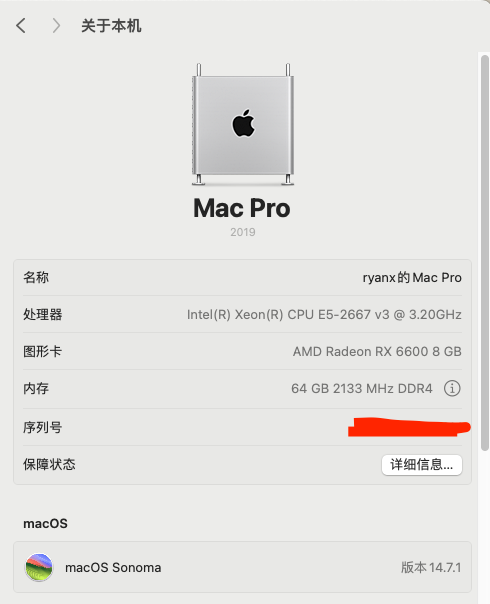 关于本机
Mac Pro
2019
名称 ryanx的Mac Pro
处理器 Intel(R) Xeon(R) CPU E5-2667 v3 @ 3.20GHz
图形卡 AMD Radeon RX 6600 8 GB
内存 64 GB 2133 MHz DDR4
序列号
保障状态 详细信息...
macOS
macOS Sonoma 版本 14.7.1